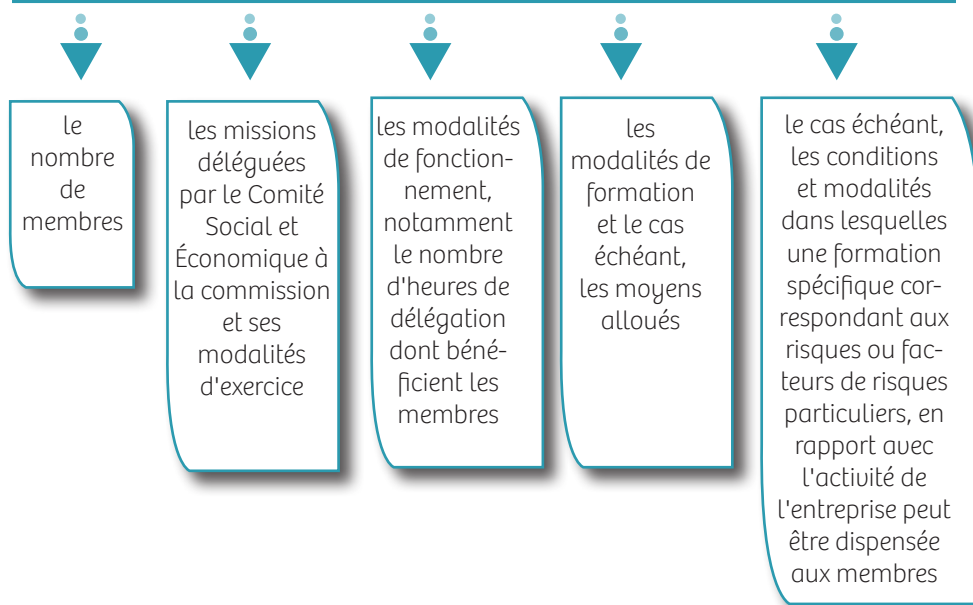 le
nombre
de
membres
les missions
déléguées
par le Comité
Social et
Économique à
la commission
et ses
modalités
d'exercice
les modalités
de fonction-
nement,
notamment
le nombre
d'heures de
délégation
dont béné-
ficient les
membres
les
modalités de
formation
et le cas
échéant,
les moyens
alloués
le cas échéant,
les conditions
et modalités
dans lesquelles
une formation
spécifique cor-
respondant aux
risques ou fac-
teurs de risques
particuliers, en
rapport avec
l'activité de
l'entreprise peut
être dispensée
aux membres